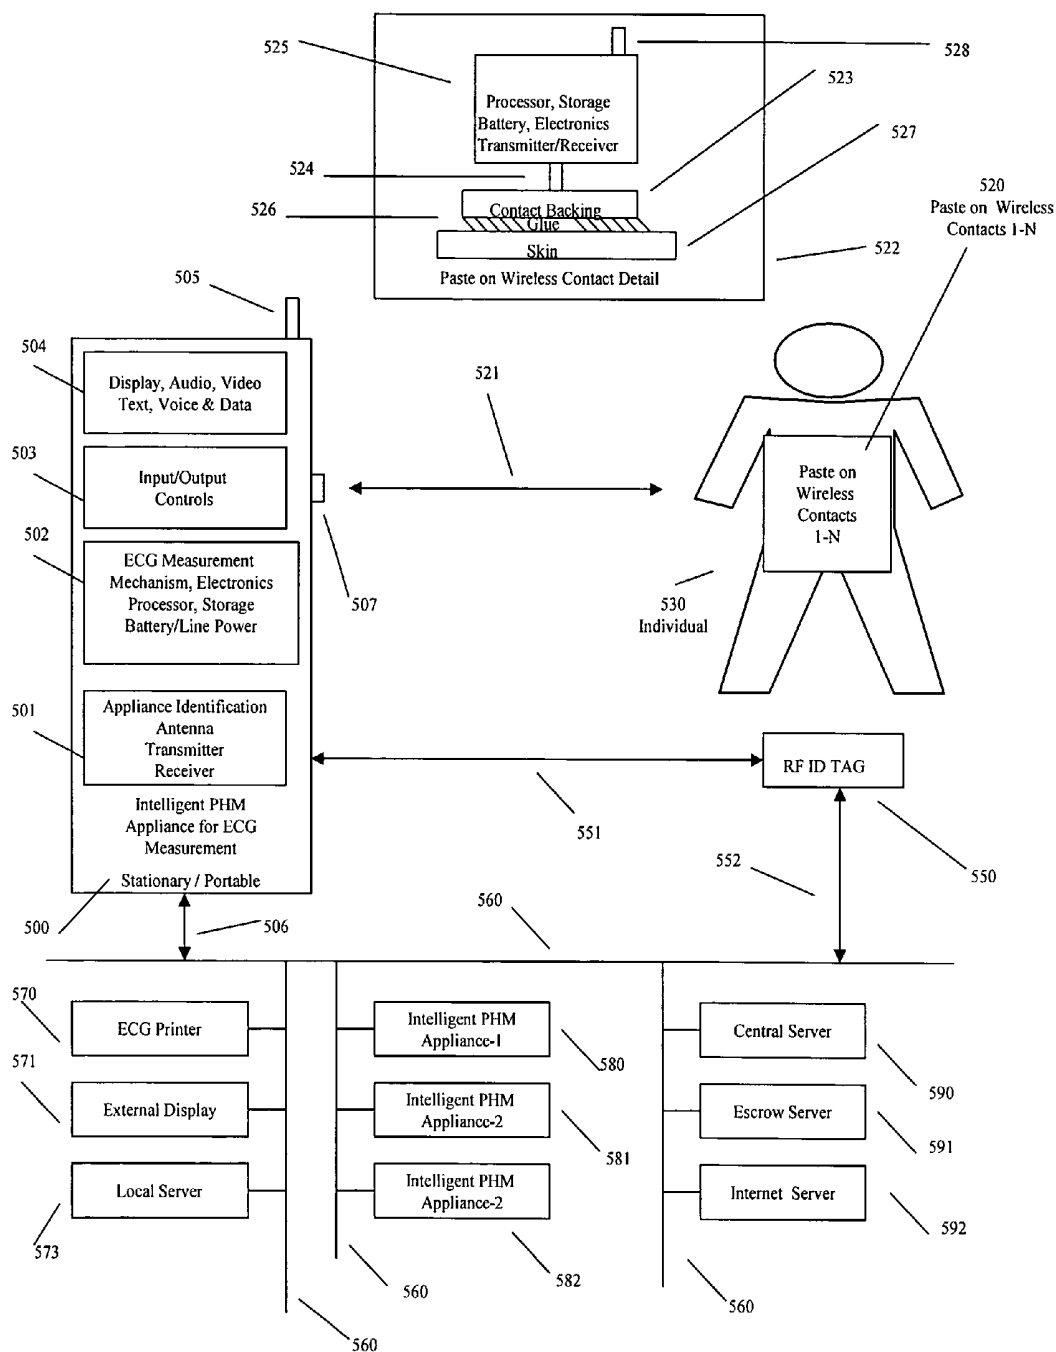 525
528
523
Processor, Storage
Battery, Electronics
Transmitter/Receiver
527
524
526
Contact Backing
Glue
Skin
Paste on Wireless Contact Detail
522
520
Paste on Wireless
Contacts 1-N
505
504
Display, Audio, Video
Text, Voice & Data
521
503
Input/Output
Controls
Paste on
Wireless
Contacts
1-N
502
ECG Measurement
Mechanism, Electronics
Processor, Storage
Battery/Line Power
507
530
Individual
501
Appliance Identification
Antenna
Transmitter
Receiver
RF ID TAG
Intelligent PHM
Appliance for ECG
Measurement
551
552
550
Stationary / Portable
500
506
560
570
ECG Printer
Intelligent PHM
Appliance-1
Central Server
580
590
571
External Display
Intelligent PHM
Appliance-2
Escrow Server
581
591
Local Server
Intelligent PHM
Appliance-2
Internet Server
573
582
592
560
560
560